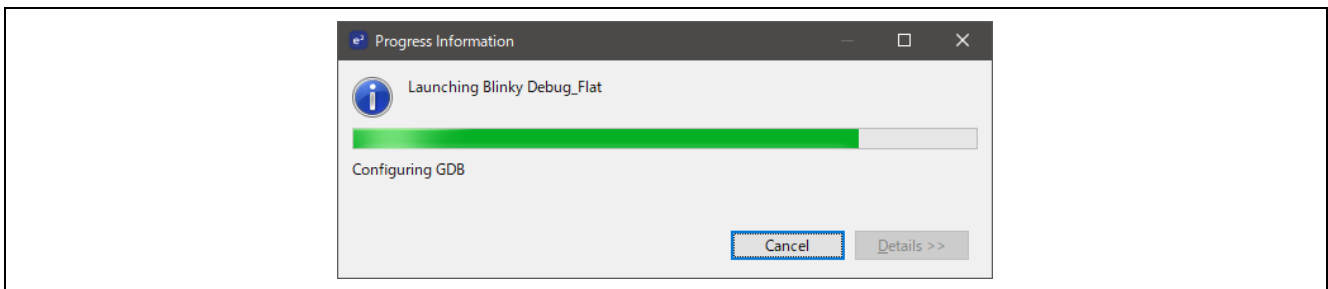 e² Progress Information
Launching Blinky Debug_Flat
Configuring GDB
Cancel Details >>